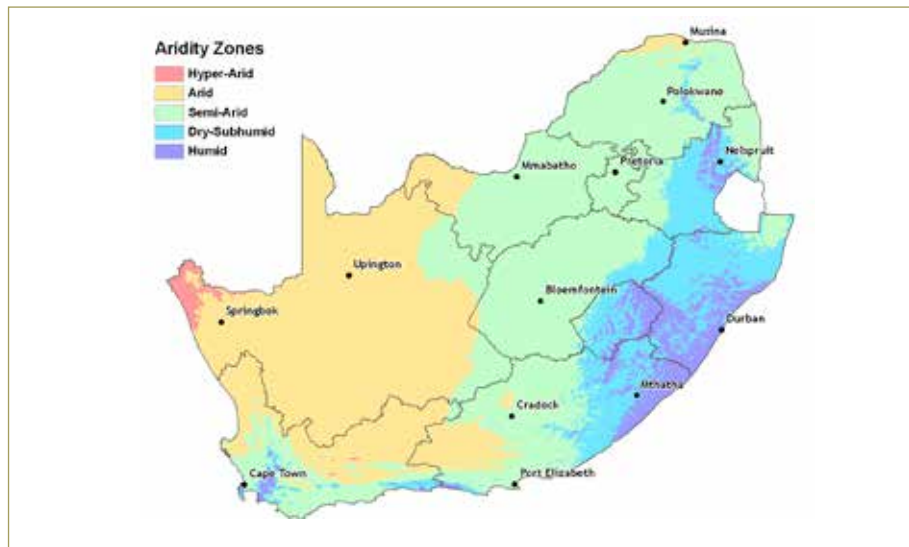 Aridity Zones
Hyper-Arid
Arid
Semi-Arid
Dry-Subhumid
Humid
Musina
Polokwane
Nelspruit
Mmabatho
Pretoria
Upington
Bloemfontein
Springbok
Durban
Mthatha
Cradock
Cape Town
Port Elizabeth